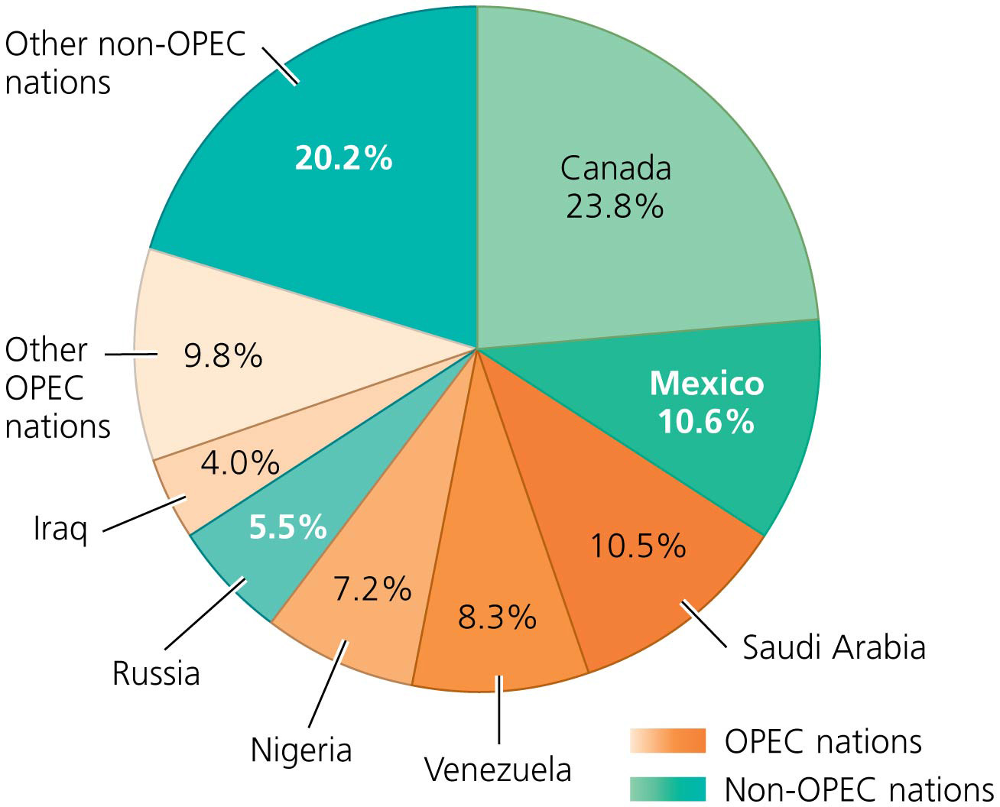 Other non-OPEC
nations
20.2%
Canada
23.8%
Mexico
10.6%
Other
OPEC
nations
9.8%
4.0%
Iraq
5.5%
Russia
7.2%
Nigeria
8.3%
Venezuela
10.5%
Saudi Arabia
OPEC nations
Non-OPEC nations